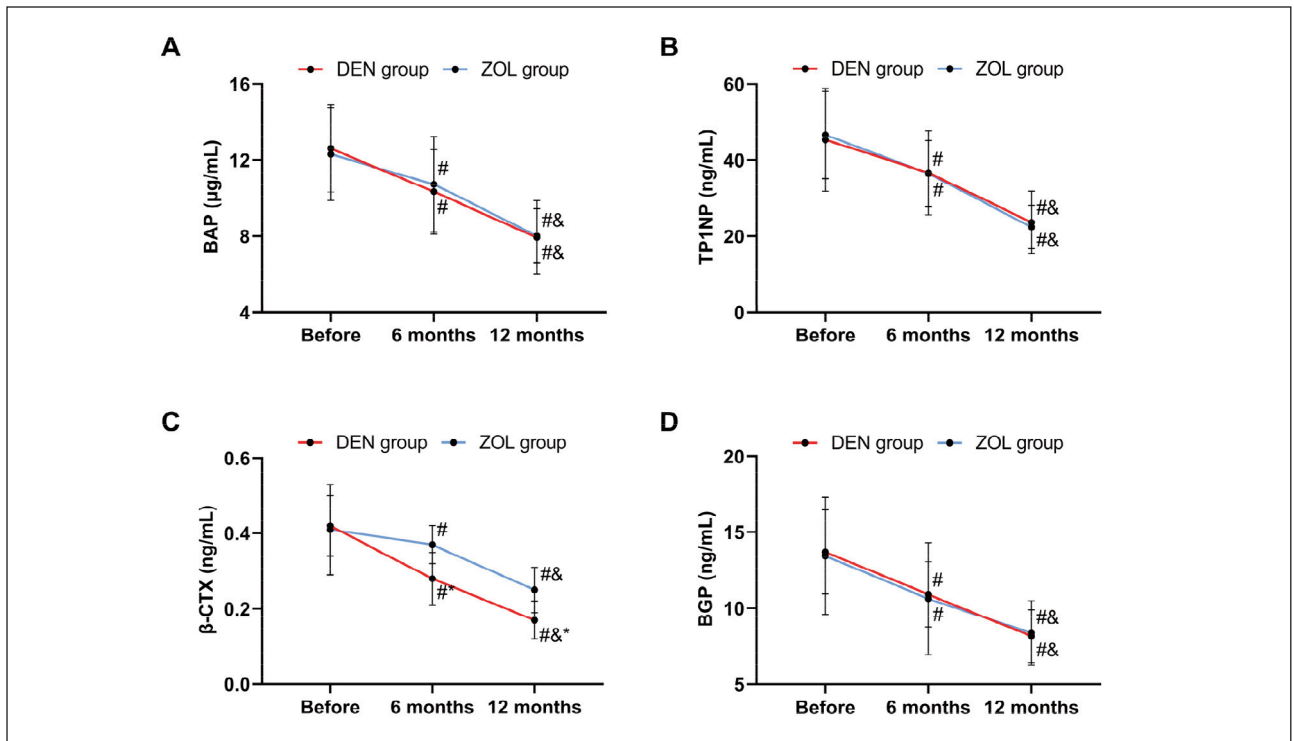 A
DEN group ZOL group
BAP (µg/mL)
16
12
8
4
#
#
#&
#&
Before 6 months 12 months
B
DEN group ZOL group
TP1NP (ng/mL)
60
40
20
0
#
#
#&
#&
Before 6 months 12 months
C
DEN group ZOL group
β-CTX (ng/mL)
0.6
0.4
0.2
0.0
#
#*
#&
#&*
Before 6 months 12 months
D
DEN group ZOL group
BGP (ng/mL)
20
15
10
5
#
#
#&
#&
Before 6 months 12 months